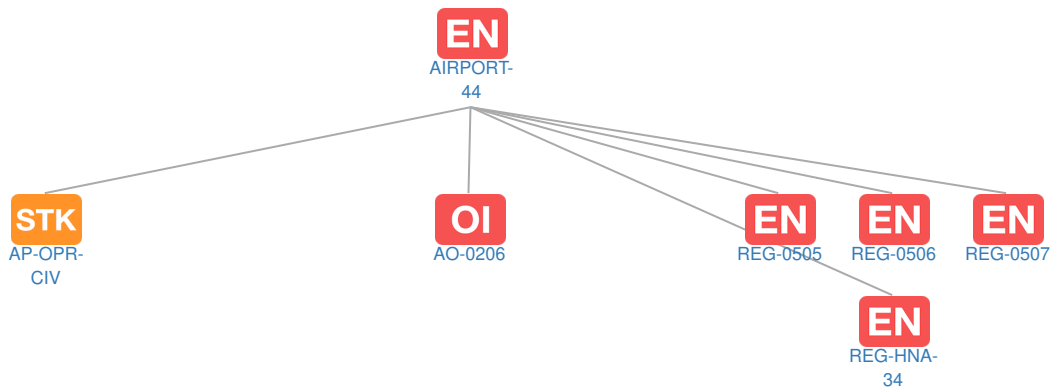 EN
AIRPORT-
44
STK
AP-OPR-
CIV
OI
AO-0206
EN
REG-0505
EN
REG-0506
EN
REG-0507
EN
REG-HNA-
34